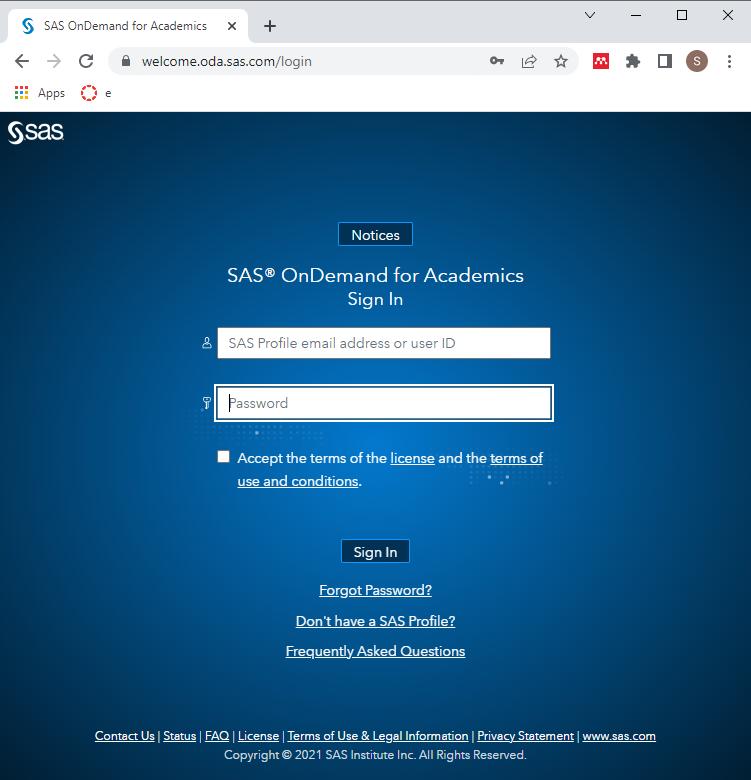 SAS OnDemand for Academics
welcome.oda.sas.com/login
S
Apps
e
sas
Notices
SAS® OnDemand for Academics
Sign In
SAS Profile email address or user ID
Password
Accept the terms of the license and the terms of
use and conditions.
Sign In
Forgot Password?
Don't have a SAS Profile?
Frequently Asked Questions
Contact Us | Status | FAQ | License | Terms of Use & Legal Information | Privacy Statement | www.sas.com
Copyright © 2021 SAS Institute Inc. All Rights Reserved.